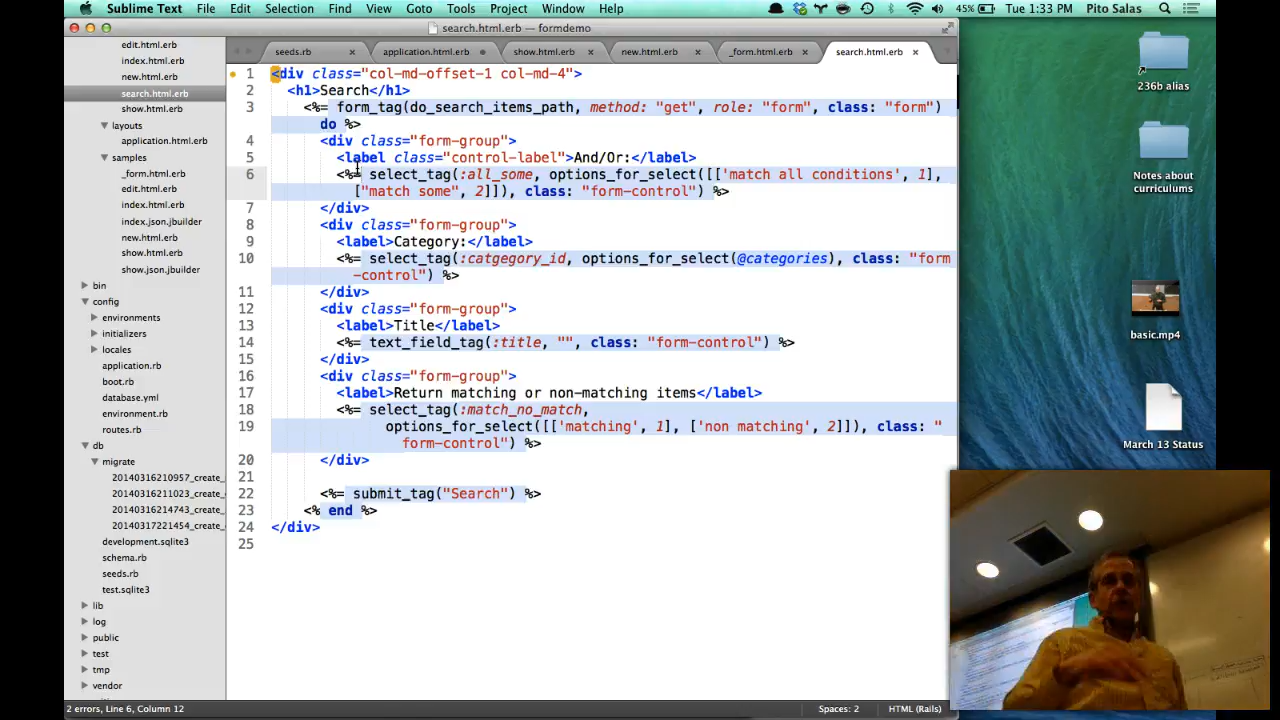 Sublime Text File Edit Selection Find View Goto Tools Project Window Help 45% Tue 1:33 PM Pito Salas
search.html.erb — formdemo
seeds.rb application.html.erb show.html.erb new.html.erb _form.html.erb search.html.erb
edit.html.erb
index.html.erb
new.html.erb
search.html.erb
show.html.erb
layouts
application.html.erb
samples
_form.html.erb
edit.html.erb
index.html.erb
index.json.jbuilder
new.html.erb
show.html.erb
show.json.jbuilder
bin
config
environments
initializers
locales
application.rb
boot.rb
database.yml
environment.rb
routes.rb
db
migrate
20140316210957_create_
20140316211023_create_
20140316214743_create_
20140317221454_create_
development.sqlite3
schema.rb
seeds.rb
test.sqlite3
lib
log
public
test
tmp
vendor
1 <div class="col-md-offset-1 col-md-4">
2 <h1>Search</h1>
3 <%= form_tag(do_search_items_path, method: "get", role: "form", class: "form")
do %>
4 <div class="form-group">
5 <label class="control-label">And/Or:</label>
6 <%= select_tag(:all_some, options_for_select([['match all conditions', 1],
["match some", 2]]), class: "form-control") %>
7 </div>
8 <div class="form-group">
9 <label>Category:</label>
10 <%= select_tag(:catgegory_id, options_for_select(@categories), class: "form
-control") %>
11 </div>
12 <div class="form-group">
13 <label>Title</label>
14 <%= text_field_tag(:title, "", class: "form-control") %>
15 </div>
16 <div class="form-group">
17 <label>Return matching or non-matching items</label>
18 <%= select_tag(:match_no_match,
19 options_for_select([['matching', 1], ['non matching', 2]]), class: "
form-control") %>
20 </div>
21
22 <%= submit_tag("Search") %>
23 <% end %>
24 </div>
25
2 errors, Line 6, Column 12 Spaces: 2 HTML (Rails)
236b alias
Notes about
curriculums
basic.mp4
March 13 Status